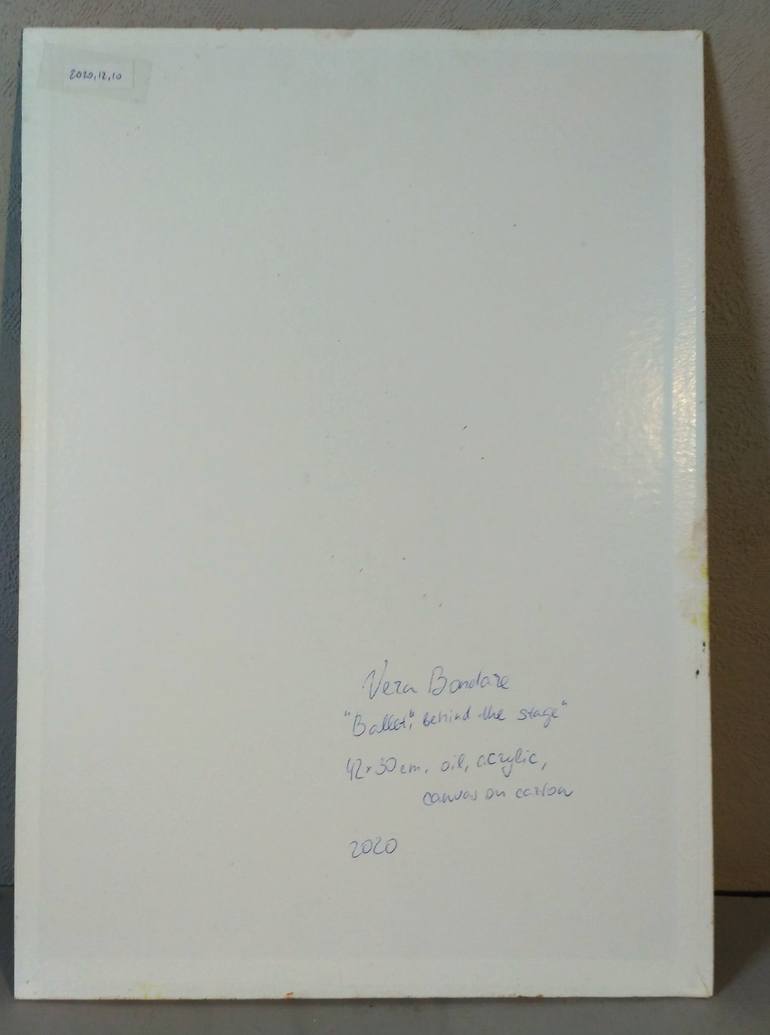 2020.12.10
Vera Bondare
"Ballet", behind the stage"
42x30 cm. oil, acrylic,
canvas on carton
2020